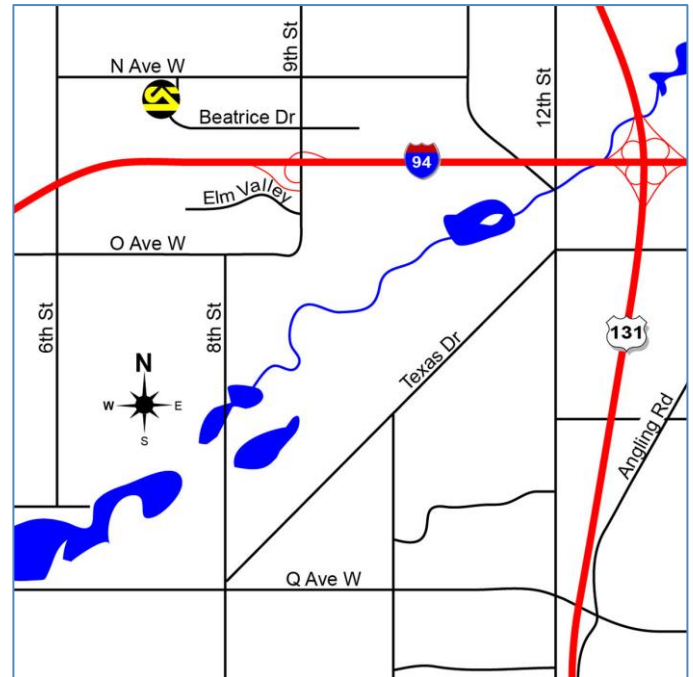 N Ave W
9th St
12th St
Beatrice Dr
94
Elm Valley
O Ave W
6th St
8th St
Texas Dr
131
N
W
E
S
Angling Rd
Q Ave W